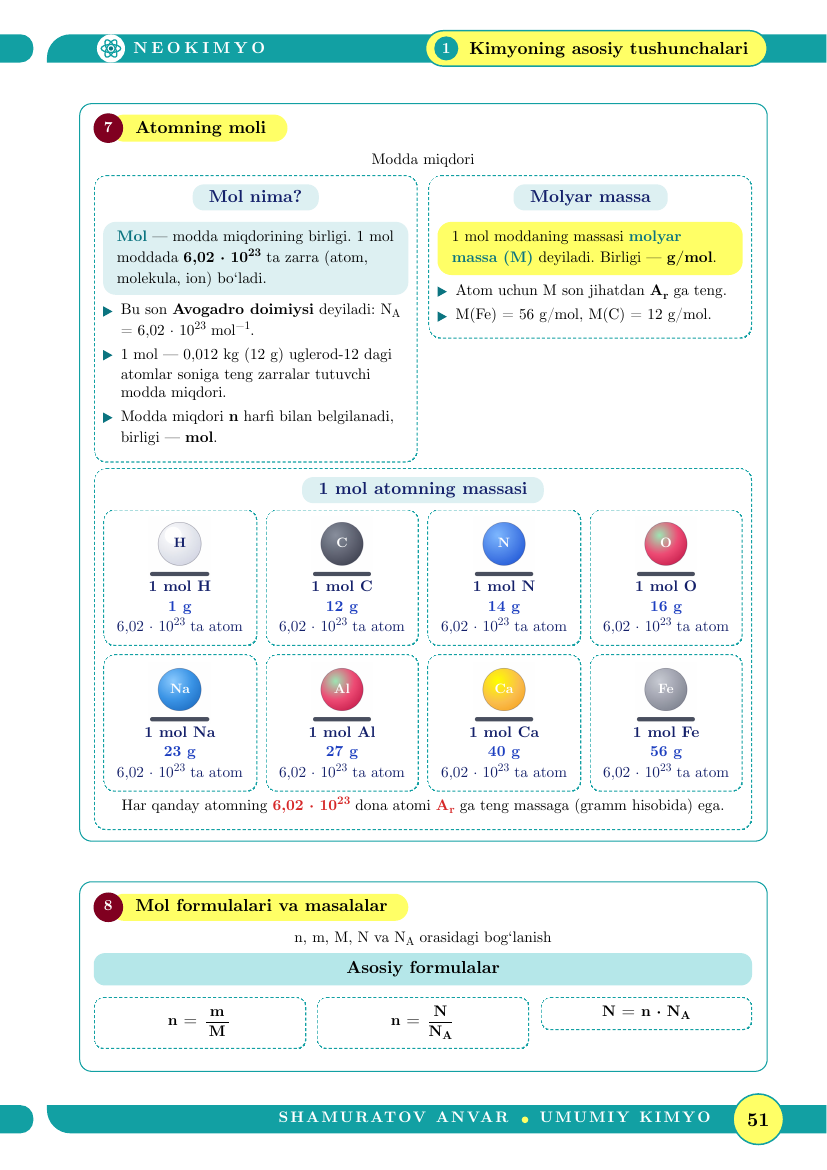 NEOKIMYO
1 Kimyoning asosiy tushunchalari
7 Atomning moli
Modda miqdori
Mol nima?
Mol — modda miqdorining birligi. 1 mol
moddada 6,02 · 10²³ ta zarra (atom,
molekula, ion) bo‘ladi.
▶ Bu son Avogadro doimiysi deyiladi: N_A
= 6,02 · 10²³ mol⁻¹.
▶ 1 mol — 0,012 kg (12 g) uglerod-12 dagi
atomlar soniga teng zarralar tutuvchi
modda miqdori.
▶ Modda miqdori n harfi bilan belgilanadi,
birligi — mol.
Molyar massa
1 mol moddaning massasi molyar
massa (M) deyiladi. Birligi — g/mol.
▶ Atom uchun M son jihatdan A_r ga teng.
▶ M(Fe) = 56 g/mol, M(C) = 12 g/mol.
1 mol atomning massasi
H
1 mol H
1 g
6,02 · 10²³ ta atom
C
1 mol C
12 g
6,02 · 10²³ ta atom
N
1 mol N
14 g
6,02 · 10²³ ta atom
O
1 mol O
16 g
6,02 · 10²³ ta atom
Na
1 mol Na
23 g
6,02 · 10²³ ta atom
Al
1 mol Al
27 g
6,02 · 10²³ ta atom
Ca
1 mol Ca
40 g
6,02 · 10²³ ta atom
Fe
1 mol Fe
56 g
6,02 · 10²³ ta atom
Har qanday atomning 6,02 · 10²³ dona atomi A_r ga teng massaga (gramm hisobida) ega.
8 Mol formulalari va masalalar
n, m, M, N va N_A orasidagi bog‘lanish
Asosiy formulalar
n = m/M
n = N/N_A
N = n · N_A
SHAMURATOV ANVAR • UMUMIY KIMYO
51